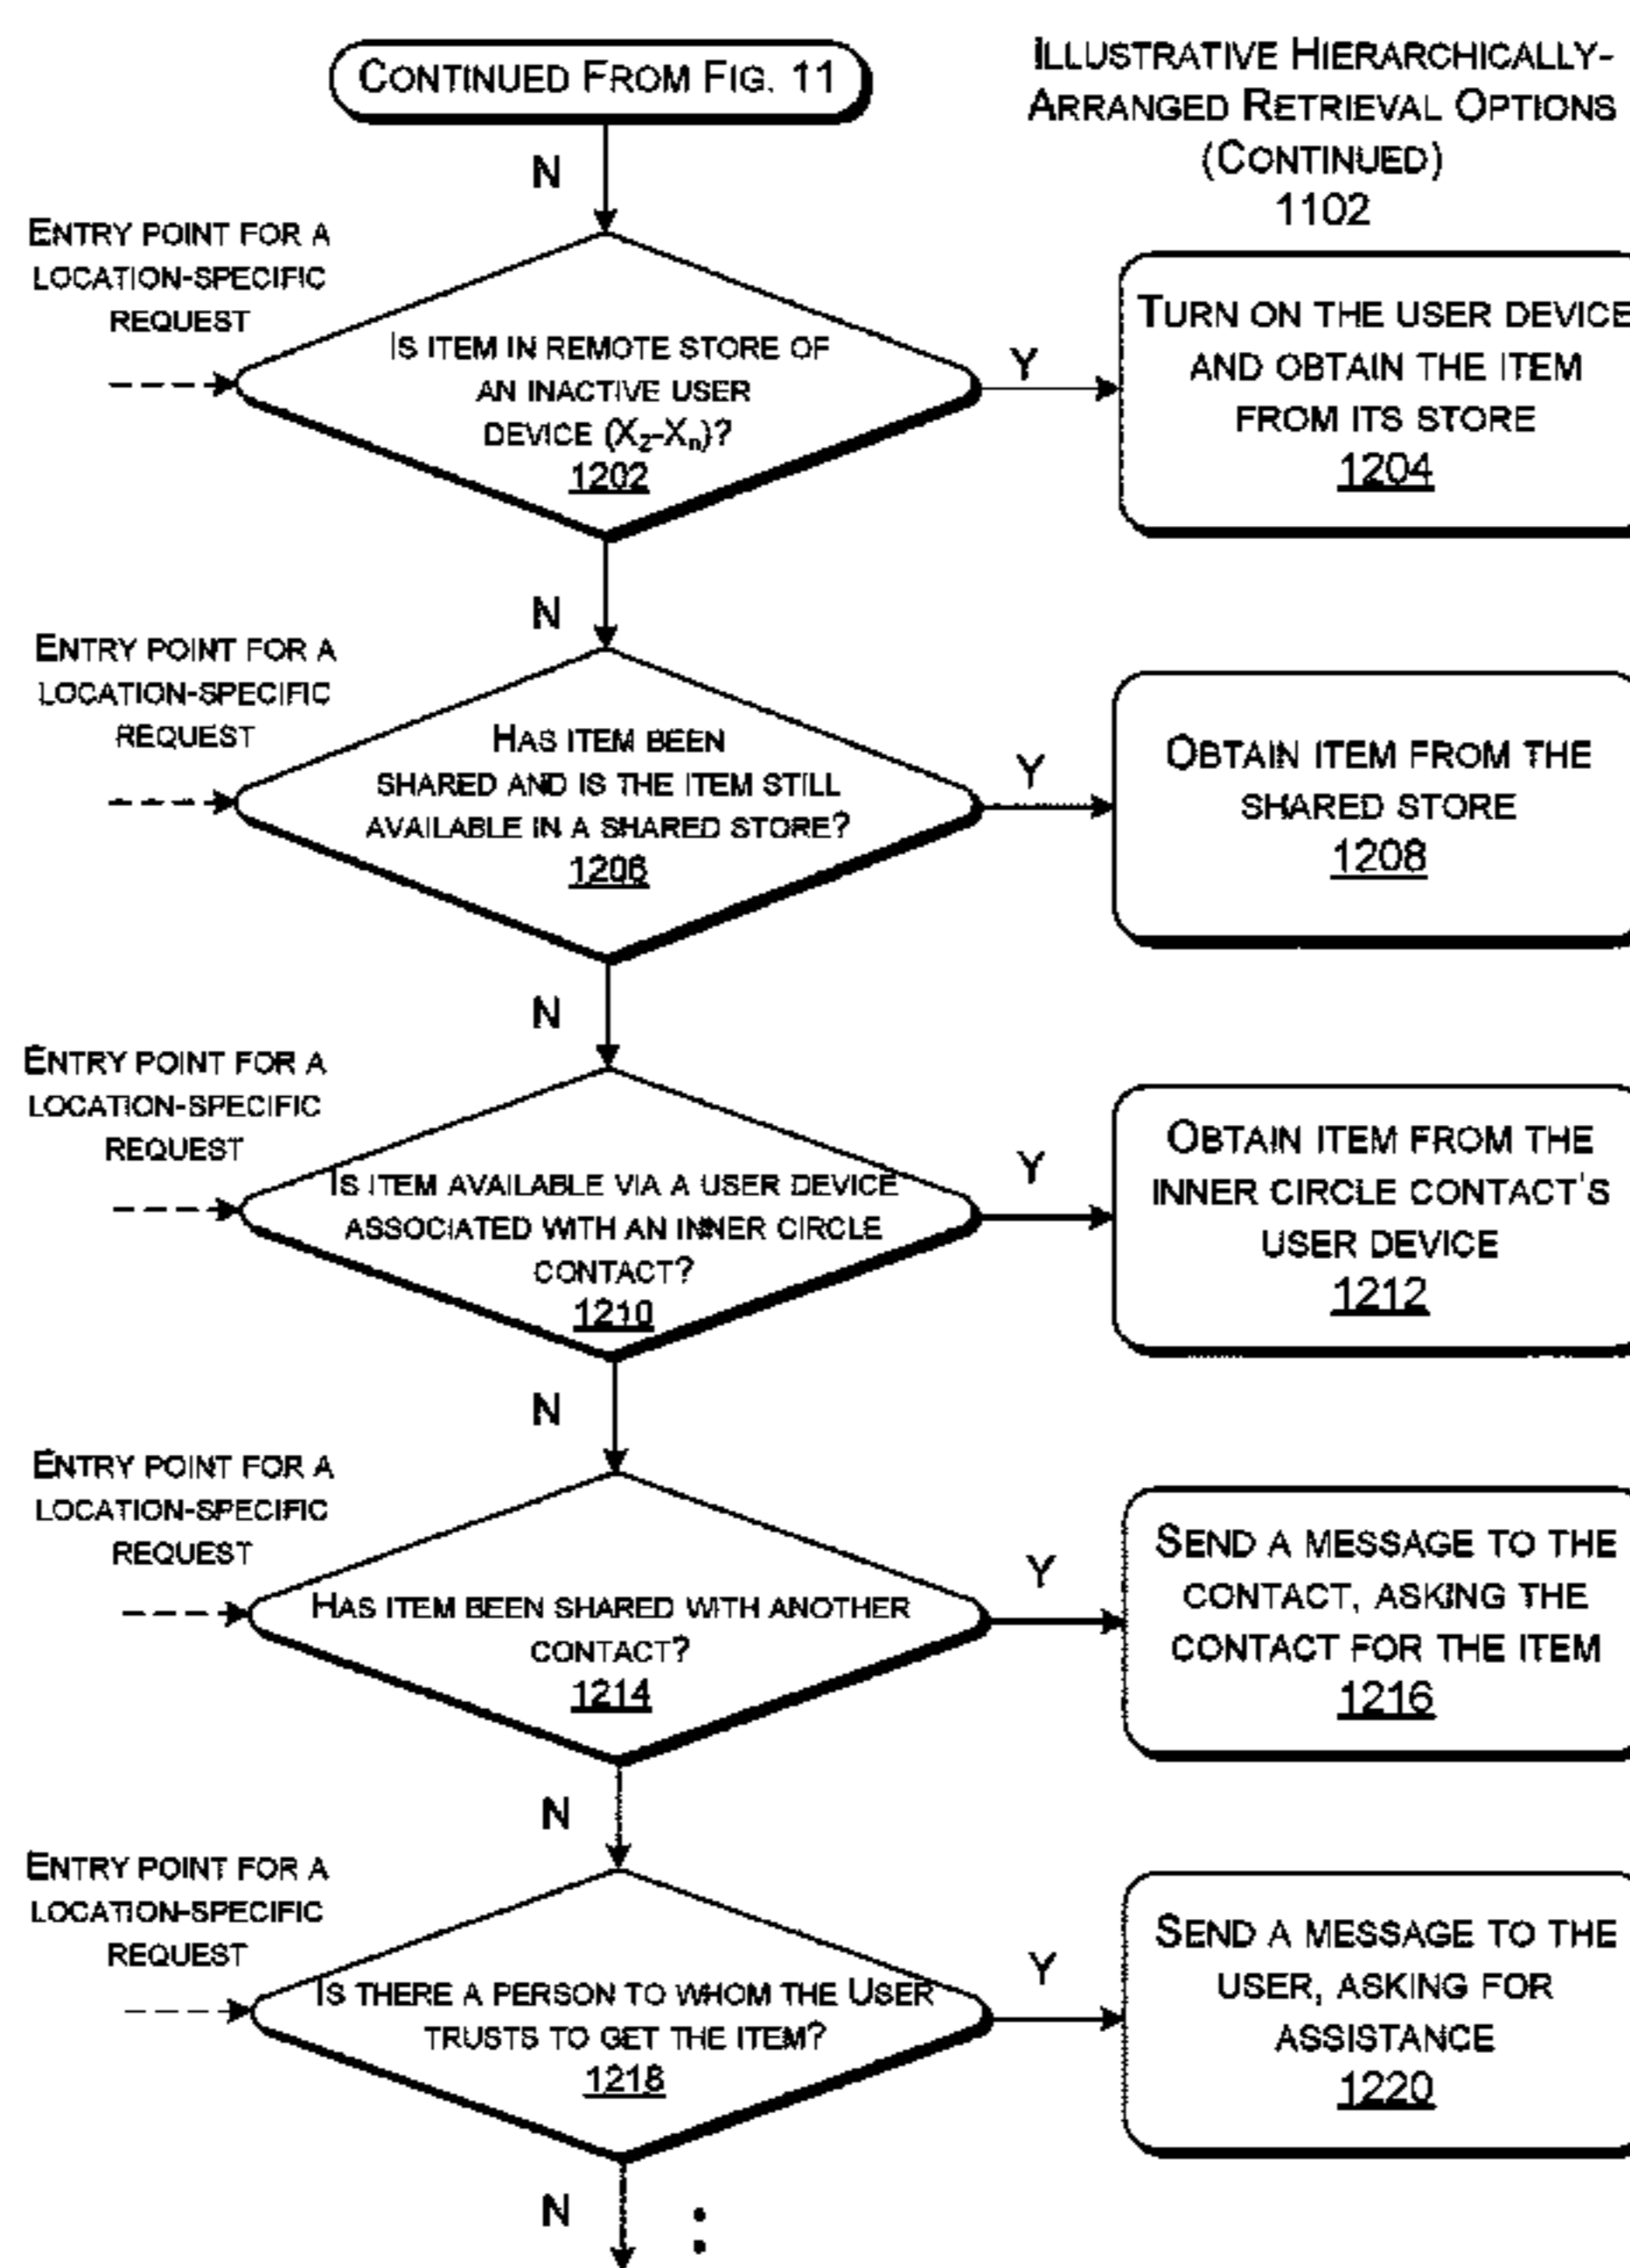 CONTINUED FROM FIG. 11
ILLUSTRATIVE HIERARCHICALLY-
ARRANGED RETRIEVAL OPTIONS
(CONTINUED)
1102
N
ENTRY POINT FOR A
LOCATION-SPECIFIC
REQUEST
IS ITEM IN REMOTE STORE OF
AN INACTIVE USER
DEVICE (X2-Xn)?
1202
Y
TURN ON THE USER DEVICE
AND OBTAIN THE ITEM
FROM ITS STORE
1204
N
ENTRY POINT FOR A
LOCATION-SPECIFIC
REQUEST
HAS ITEM BEEN
SHARED AND IS THE ITEM STILL
AVAILABLE IN A SHARED STORE?
1206
Y
OBTAIN ITEM FROM THE
SHARED STORE
1208
N
ENTRY POINT FOR A
LOCATION-SPECIFIC
REQUEST
IS ITEM AVAILABLE VIA A USER DEVICE
ASSOCIATED WITH AN INNER CIRCLE
CONTACT?
1210
Y
OBTAIN ITEM FROM THE
INNER CIRCLE CONTACT'S
USER DEVICE
1212
N
ENTRY POINT FOR A
LOCATION-SPECIFIC
REQUEST
HAS ITEM BEEN SHARED WITH ANOTHER
CONTACT?
1214
Y
SEND A MESSAGE TO THE
CONTACT, ASKING THE
CONTACT FOR THE ITEM
1216
N
ENTRY POINT FOR A
LOCATION-SPECIFIC
REQUEST
IS THERE A PERSON TO WHOM THE USER
TRUSTS TO GET THE ITEM?
1218
Y
SEND A MESSAGE TO THE
USER, ASKING FOR
ASSISTANCE
1220
N